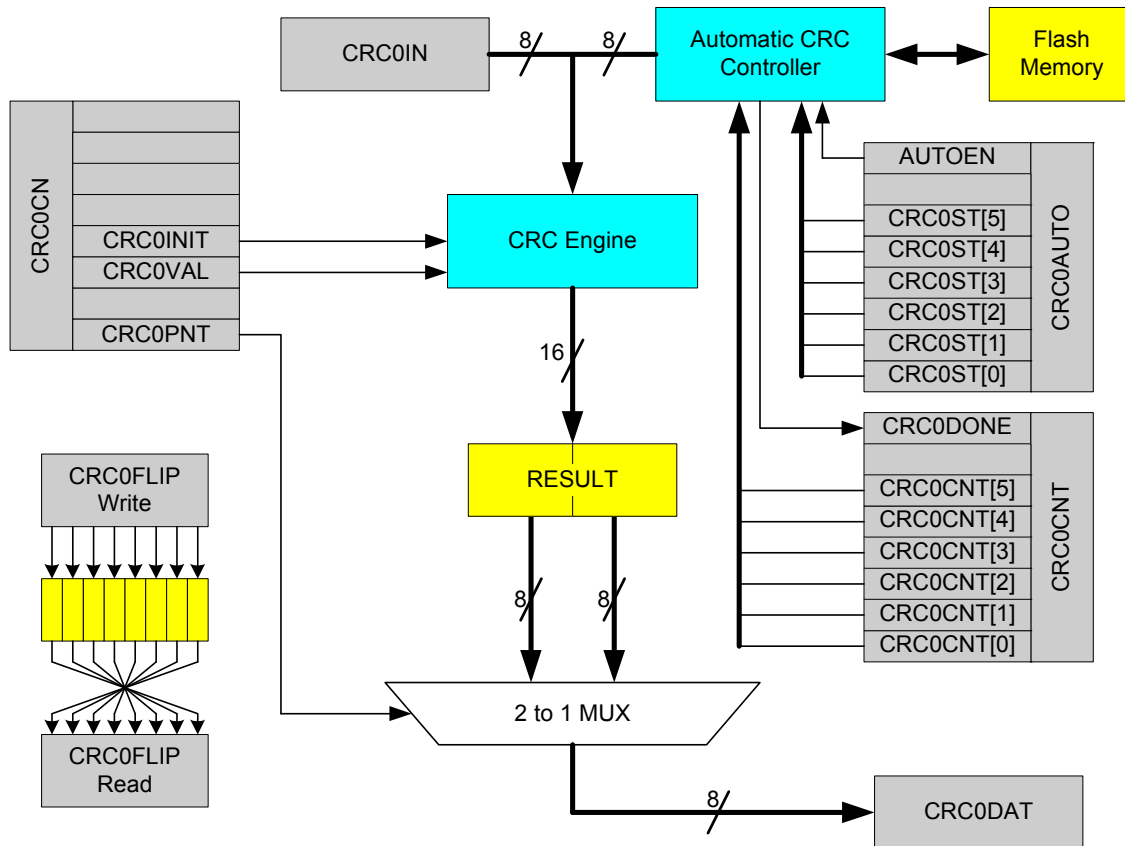 CRC0IN
8
8
Automatic CRC
Controller
Flash
Memory
CRC0CN
CRC0INIT
CRC0VAL
CRC0PNT
CRC Engine
AUTOEN
CRC0ST[5]
CRC0ST[4]
CRC0ST[3]
CRC0ST[2]
CRC0ST[1]
CRC0ST[0]
CRC0AUTO
16
CRC0DONE
CRC0CNT[5]
CRC0CNT[4]
CRC0CNT[3]
CRC0CNT[2]
CRC0CNT[1]
CRC0CNT[0]
CRC0CNT
RESULT
8
8
CRC0FLIP
Write
CRC0FLIP
Read
2 to 1 MUX
8
CRC0DAT